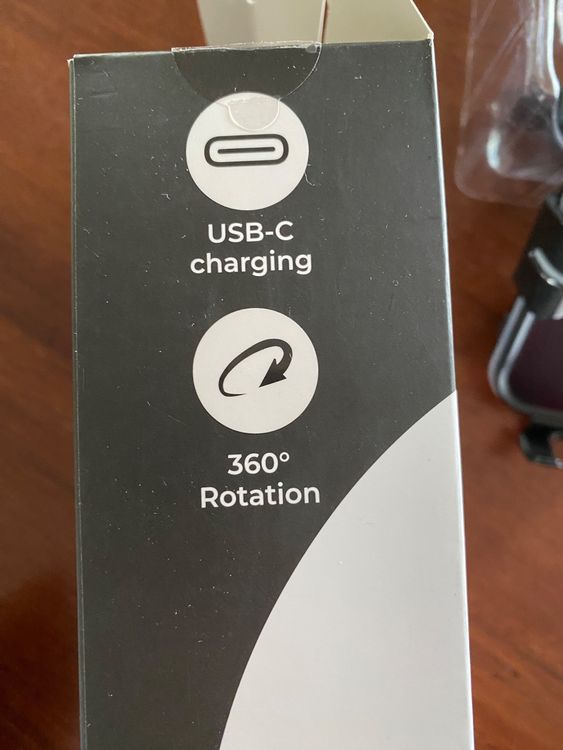 USB-C
charging
360°
Rotation